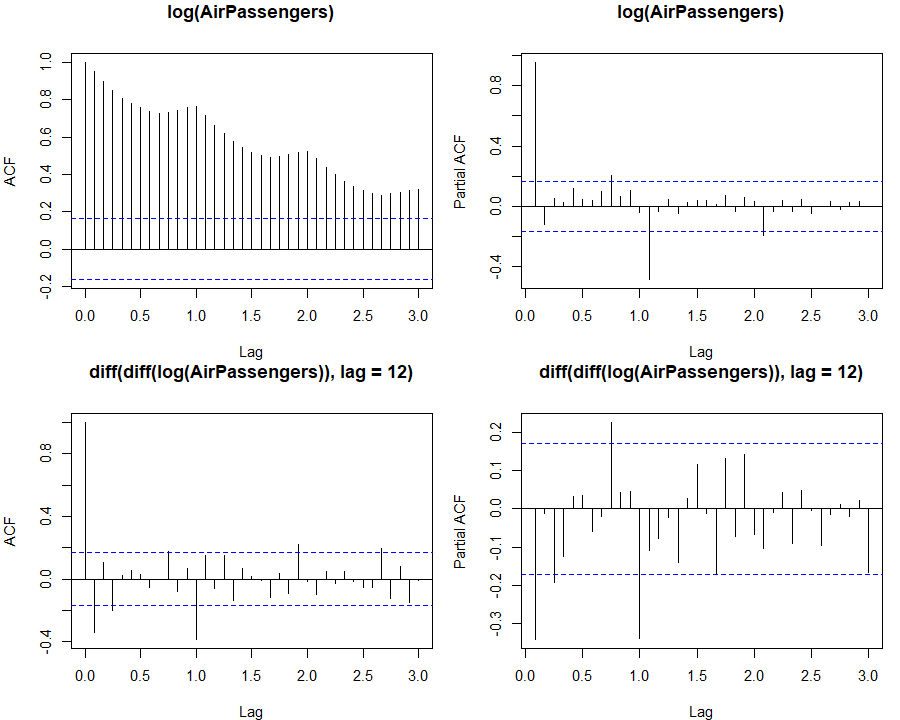 log(AirPassengers)
ACF
1.0
0.8
0.6
0.4
0.2
0.0
-0.2
0.0 0.5 1.0 1.5 2.0 2.5 3.0
Lag
log(AirPassengers)
Partial ACF
0.8
0.4
0.0
-0.4
0.0 0.5 1.0 1.5 2.0 2.5 3.0
Lag
diff(diff(log(AirPassengers)), lag = 12)
ACF
0.8
0.4
0.0
-0.4
0.0 0.5 1.0 1.5 2.0 2.5 3.0
Lag
diff(diff(log(AirPassengers)), lag = 12)
Partial ACF
0.2
0.1
0.0
-0.1
-0.2
-0.3
0.0 0.5 1.0 1.5 2.0 2.5 3.0
Lag